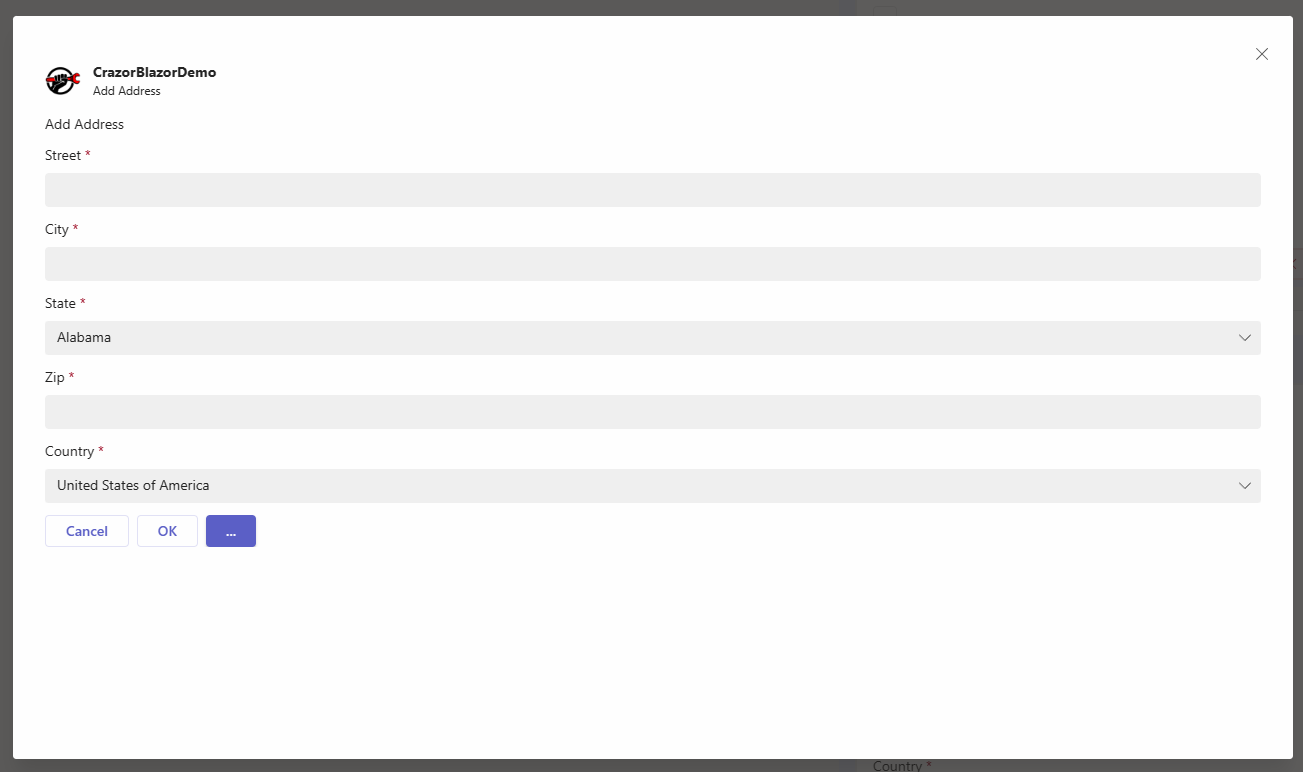 CrazorBlazorDemo
Add Address
Add Address
Street *
City *
State *
Alabama
Zip *
Country *
United States of America
Cancel OK ...
Country *